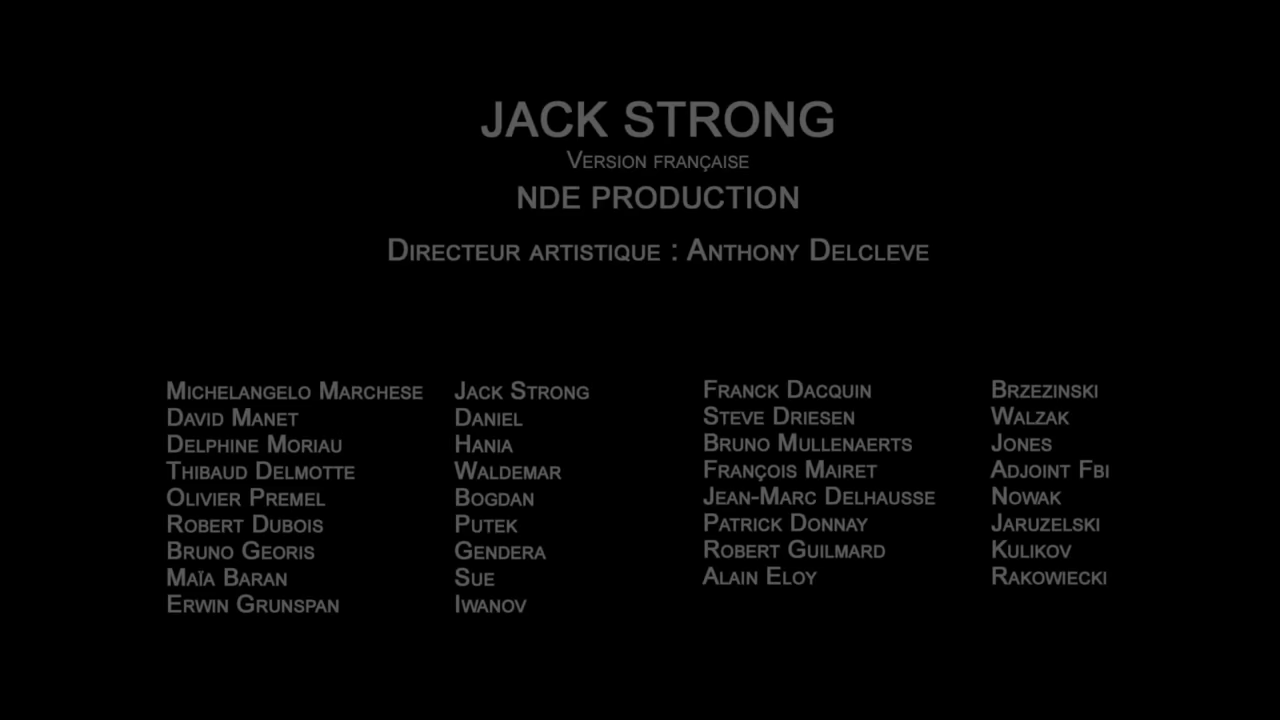 JACK STRONG
VERSION FRANÇAISE
NDE PRODUCTION
DIRECTEUR ARTISTIQUE : ANTHONY DELCLEVE
MICHELANGELO MARCHESE JACK STRONG
DAVID MANET DANIEL
DELPHINE MORIAU HANIA
THIBAUD DELMOTTE WALDEMAR
OLIVIER PREMEL BOGDAN
ROBERT DUBOIS PUTEK
BRUNO GEORIS GENDERA
MAÏA BARAN SUE
ERWIN GRUNSPAN IWANOV
FRANCK DACQUIN BRZEZINSKI
STEVE DRIESEN WALZAK
BRUNO MULLENAERTS JONES
FRANÇOIS MAIRET ADJOINT FBI
JEAN-MARC DELHAUSSE NOWAK
PATRICK DONNAY JARUZELSKI
ROBERT GUILMARD KULIKOV
ALAIN ELOY RAKOWIECKI